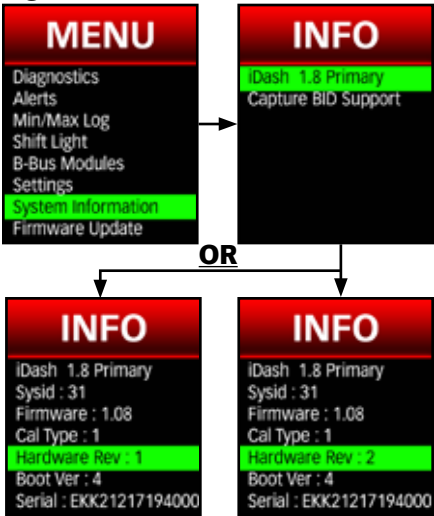 MENU
Diagnostics
Alerts
Min/Max Log
Shift Light
B-Bus Modules
Settings
System Information
Firmware Update
INFO
iDash 1.8 Primary
Capture BID Support
OR
INFO
iDash 1.8 Primary
Sysid : 31
Firmware : 1.08
Cal Type : 1
Hardware Rev : 1
Boot Ver : 4
Serial : EKK21217194000
INFO
iDash 1.8 Primary
Sysid : 31
Firmware : 1.08
Cal Type : 1
Hardware Rev : 2
Boot Ver : 4
Serial : EKK21217194000